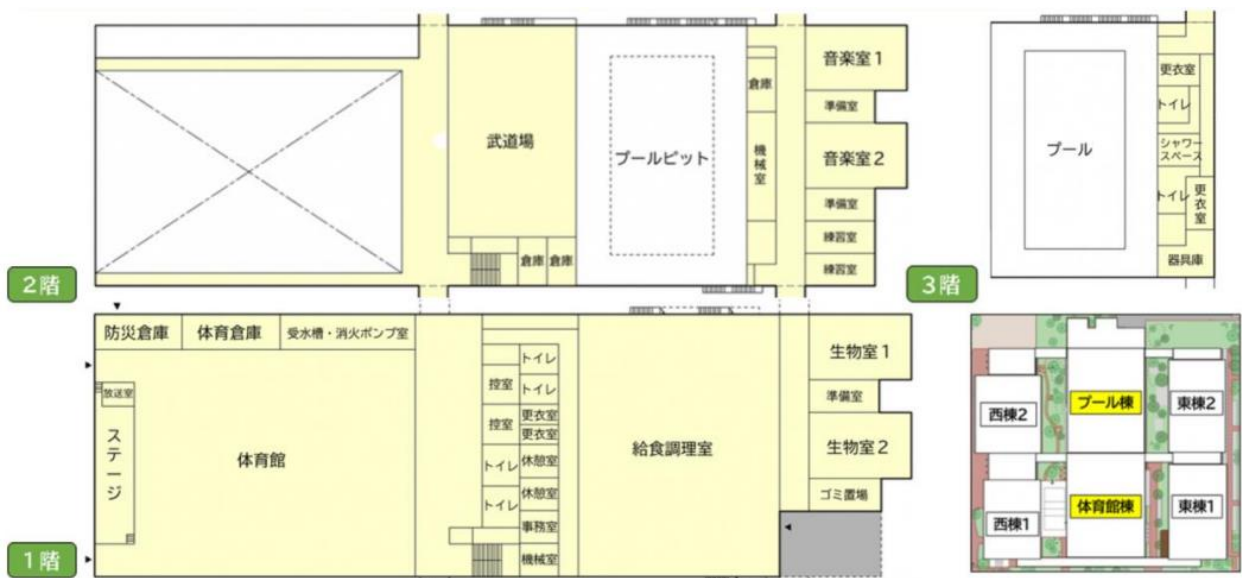 音楽室1
倉庫
準備室
武道場
プールピット
機械室
音楽室2
準備室
練習室
倉庫
倉庫
練習室
2階
更衣室
トイレ
プール
シャワー
スペース
トイレ
更衣室
器具庫
3階
防災倉庫
体育倉庫
受水槽・消火ポンプ室
放送室
ステージ
体育館
トイレ
控室
トイレ
更衣室
控室
更衣室
トイレ
休憩室
休憩室
トイレ
事務室
機械室
給食調理室
生物室1
準備室
生物室2
ゴミ置場
1階
西棟2
プール棟
東棟2
西棟1
体育館棟
東棟1